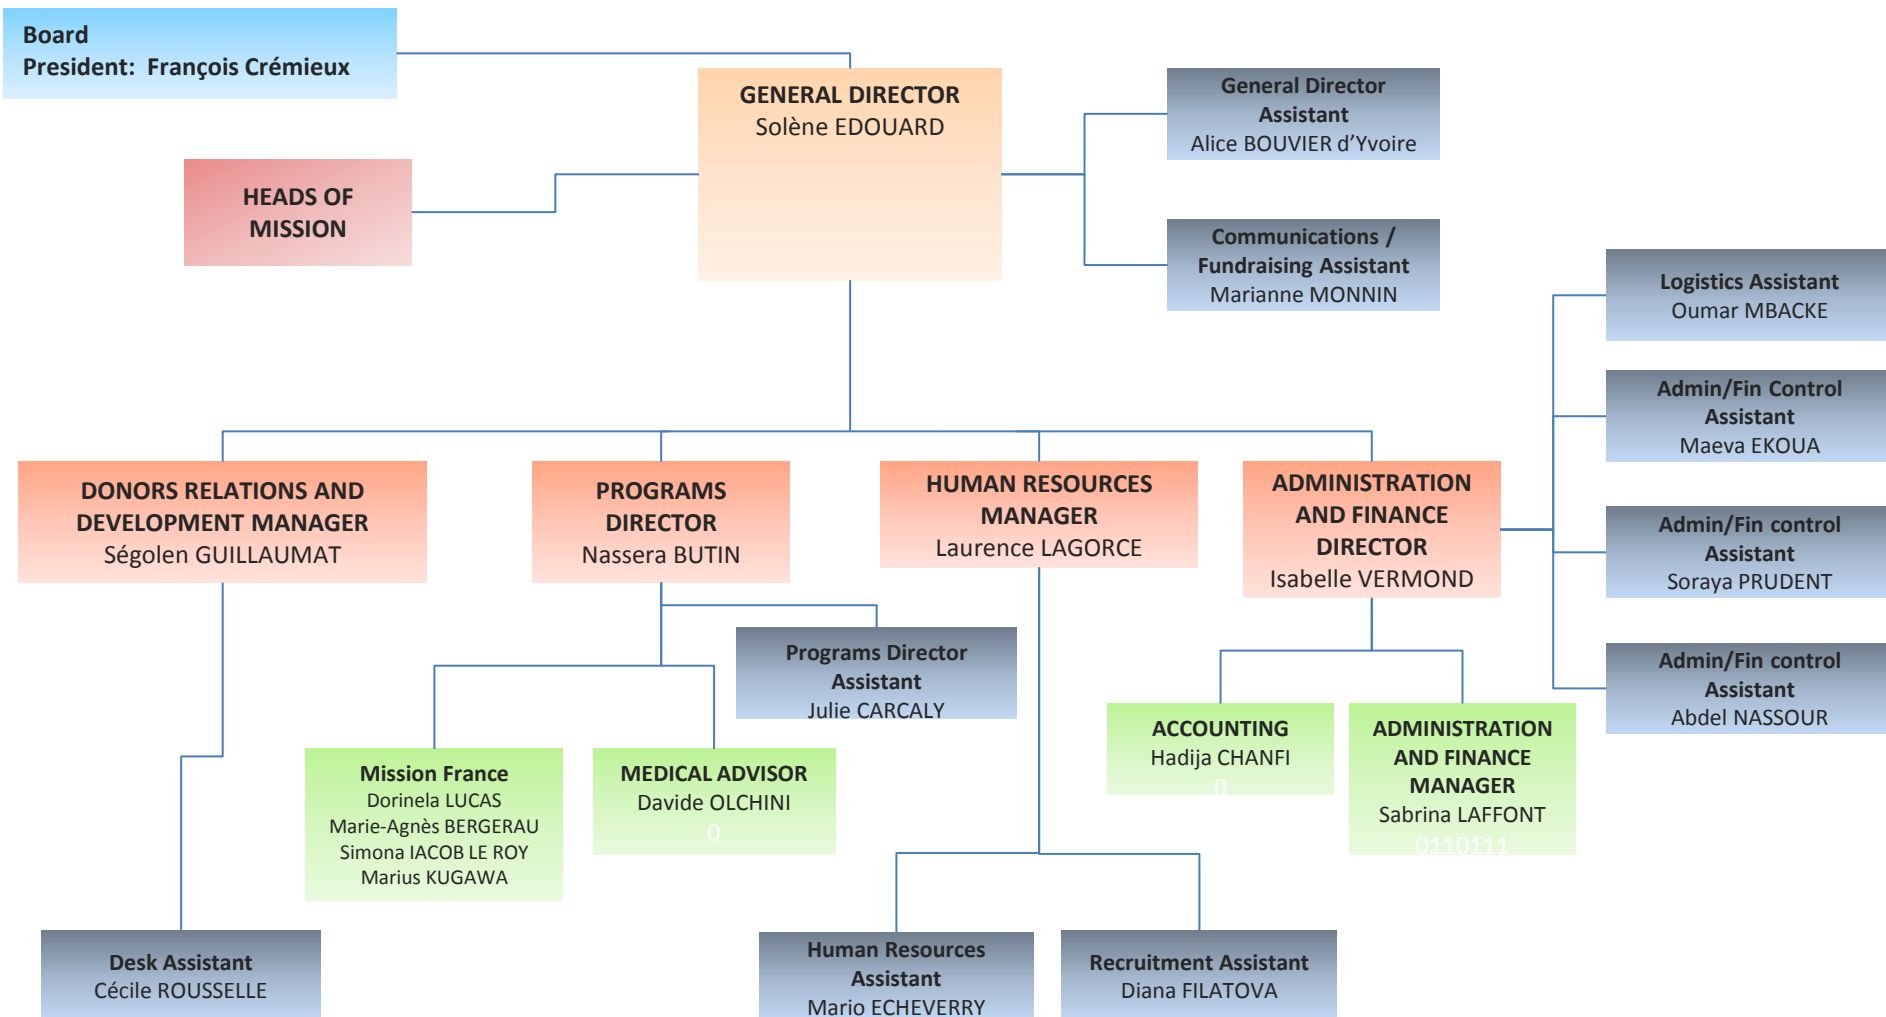 Board
President: François Crémieux
GENERAL DIRECTOR
Solène EDOUARD
General Director
Assistant
Alice BOUVIER d’Yvoire
HEADS OF
MISSION
Communications /
Fundraising Assistant
Marianne MONNIN
Logistics Assistant
Oumar MBACKE
Admin/Fin Control
Assistant
Maeva EKOUA
Admin/Fin control
Assistant
Soraya PRUDENT
Admin/Fin control
Assistant
Abdel NASSOUR
DONORS RELATIONS AND
DEVELOPMENT MANAGER
Ségolen GUILLAUMAT
PROGRAMS
DIRECTOR
Nassera BUTIN
HUMAN RESOURCES
MANAGER
Laurence LAGORCE
ADMINISTRATION
AND FINANCE
DIRECTOR
Isabelle VERMOND
Programs Director
Assistant
Julie CARCALY
Mission France
Dorinela LUCAS
Marie-Agnès BERGERAU
Simona IACOB LE ROY
Marius KUGAWA
MEDICAL ADVISOR
Davide OLCHINI
0
ACCOUNTING
Hadija CHANFI
0
ADMINISTRATION
AND FINANCE
MANAGER
Sabrina LAFFONT
0110111
Desk Assistant
Cécile ROUSSELLE
Human Resources
Assistant
Mario ECHEVERRY
Recruitment Assistant
Diana FILATOVA